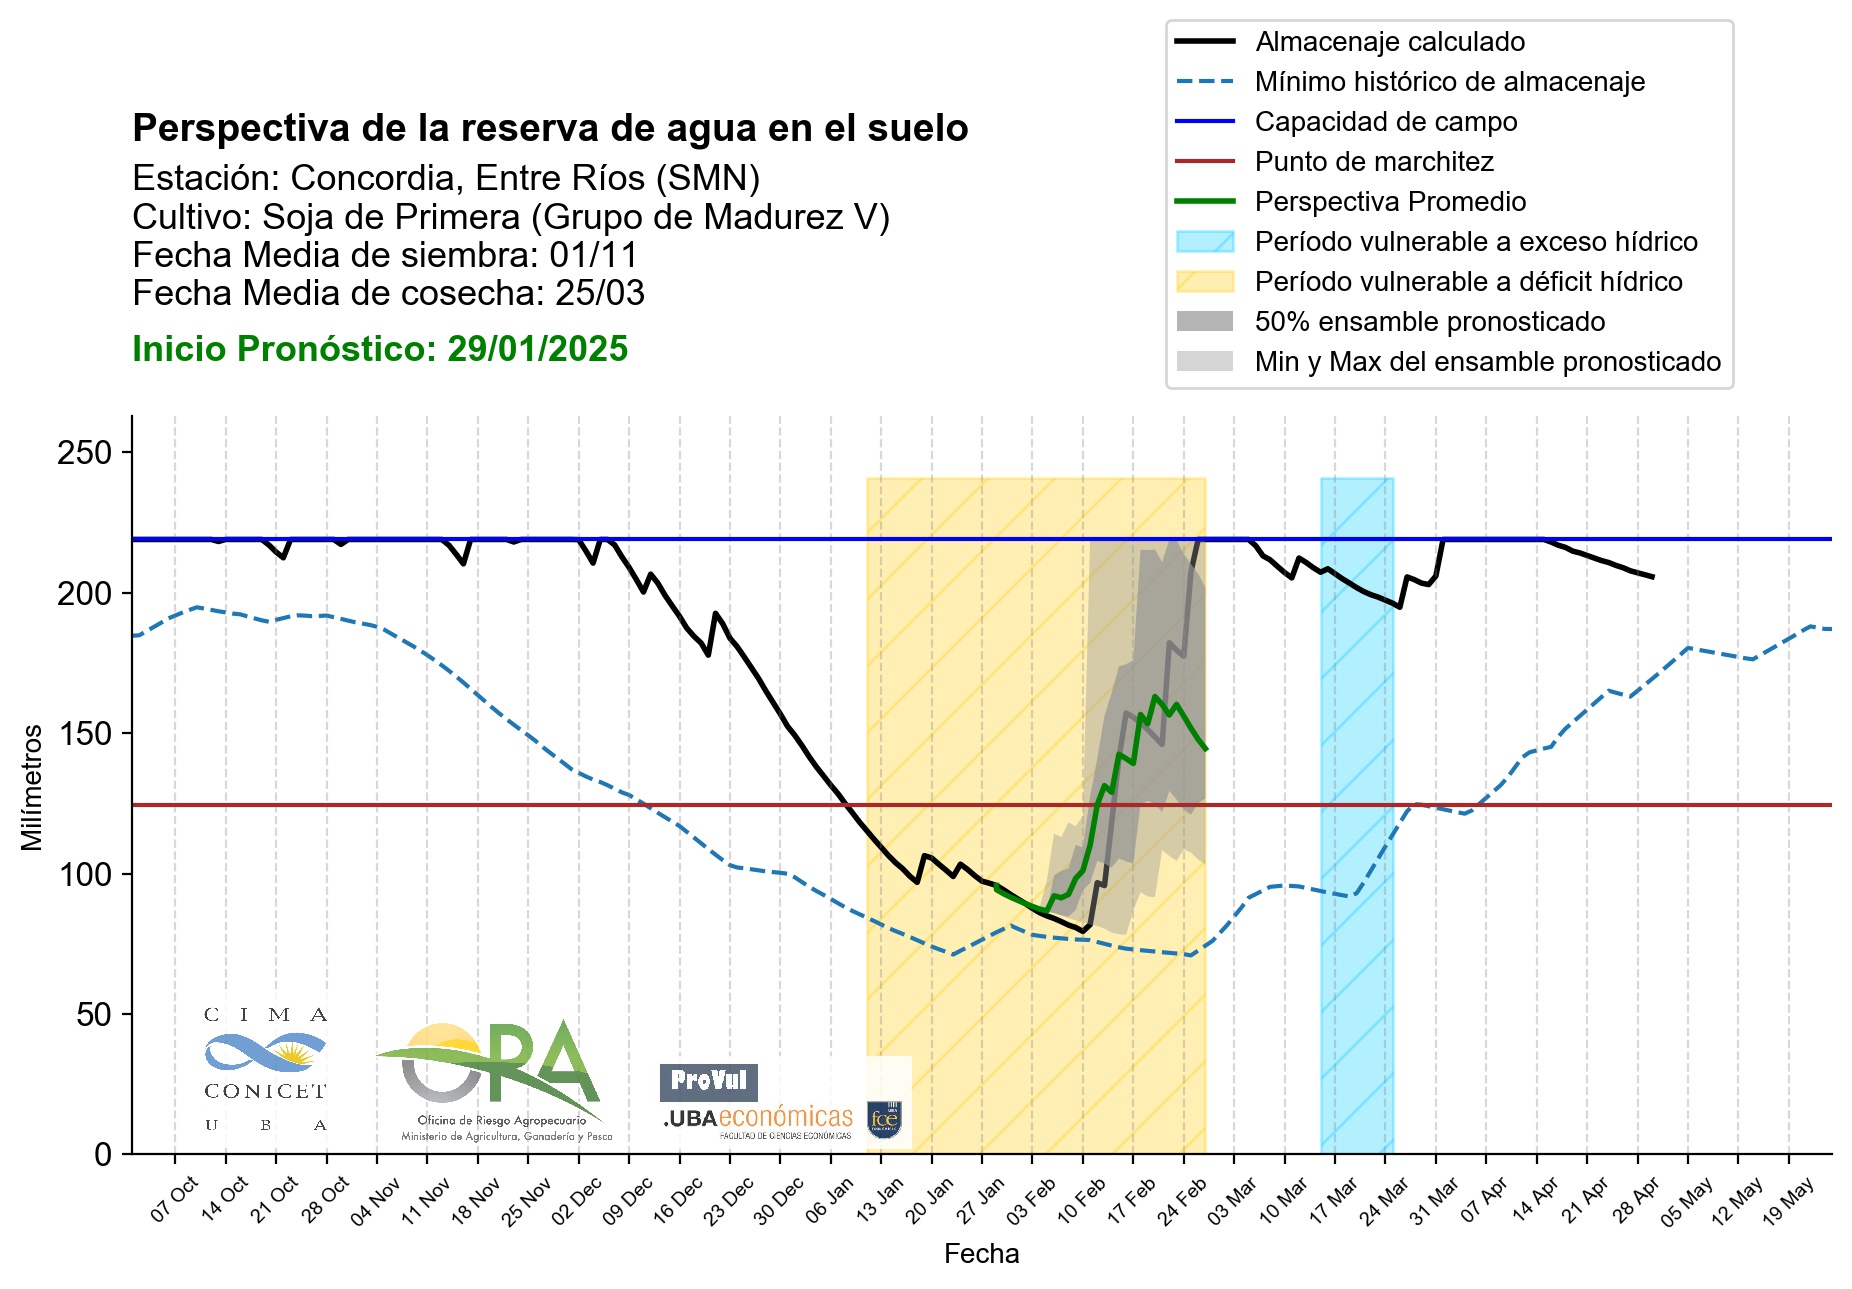 Almacenaje calculado
Mínimo histórico de almacenaje
Capacidad de campo
Punto de marchitez
Perspectiva Promedio
Período vulnerable a exceso hídrico
Período vulnerable a déficit hídrico
50% ensamble pronosticado
Min y Max del ensamble pronosticado
Perspectiva de la reserva de agua en el suelo
Estación: Concordia, Entre Ríos (SMN)
Cultivo: Soja de Primera (Grupo de Madurez V)
Fecha Media de siembra: 01/11
Fecha Media de cosecha: 25/03
Inicio Pronóstico: 29/01/2025
Milímetros
250
200
150
100
50
0
CIMA
CONICET
UBA
OPA
Oficina de Riesgo Agropecuario
Ministerio de Agricultura, Ganadería y Pesca
ProVul
.UBAeconómicas
FACULTAD DE CIENCIAS ECONÓMICAS
UBA
fce
07 Oct
14 Oct
21 Oct
28 Oct
04 Nov
11 Nov
18 Nov
25 Nov
02 Dec
09 Dec
16 Dec
23 Dec
30 Dec
06 Jan
13 Jan
20 Jan
27 Jan
03 Feb
10 Feb
17 Feb
24 Feb
03 Mar
10 Mar
17 Mar
24 Mar
31 Mar
07 Apr
14 Apr
21 Apr
28 Apr
05 May
12 May
19 May
Fecha